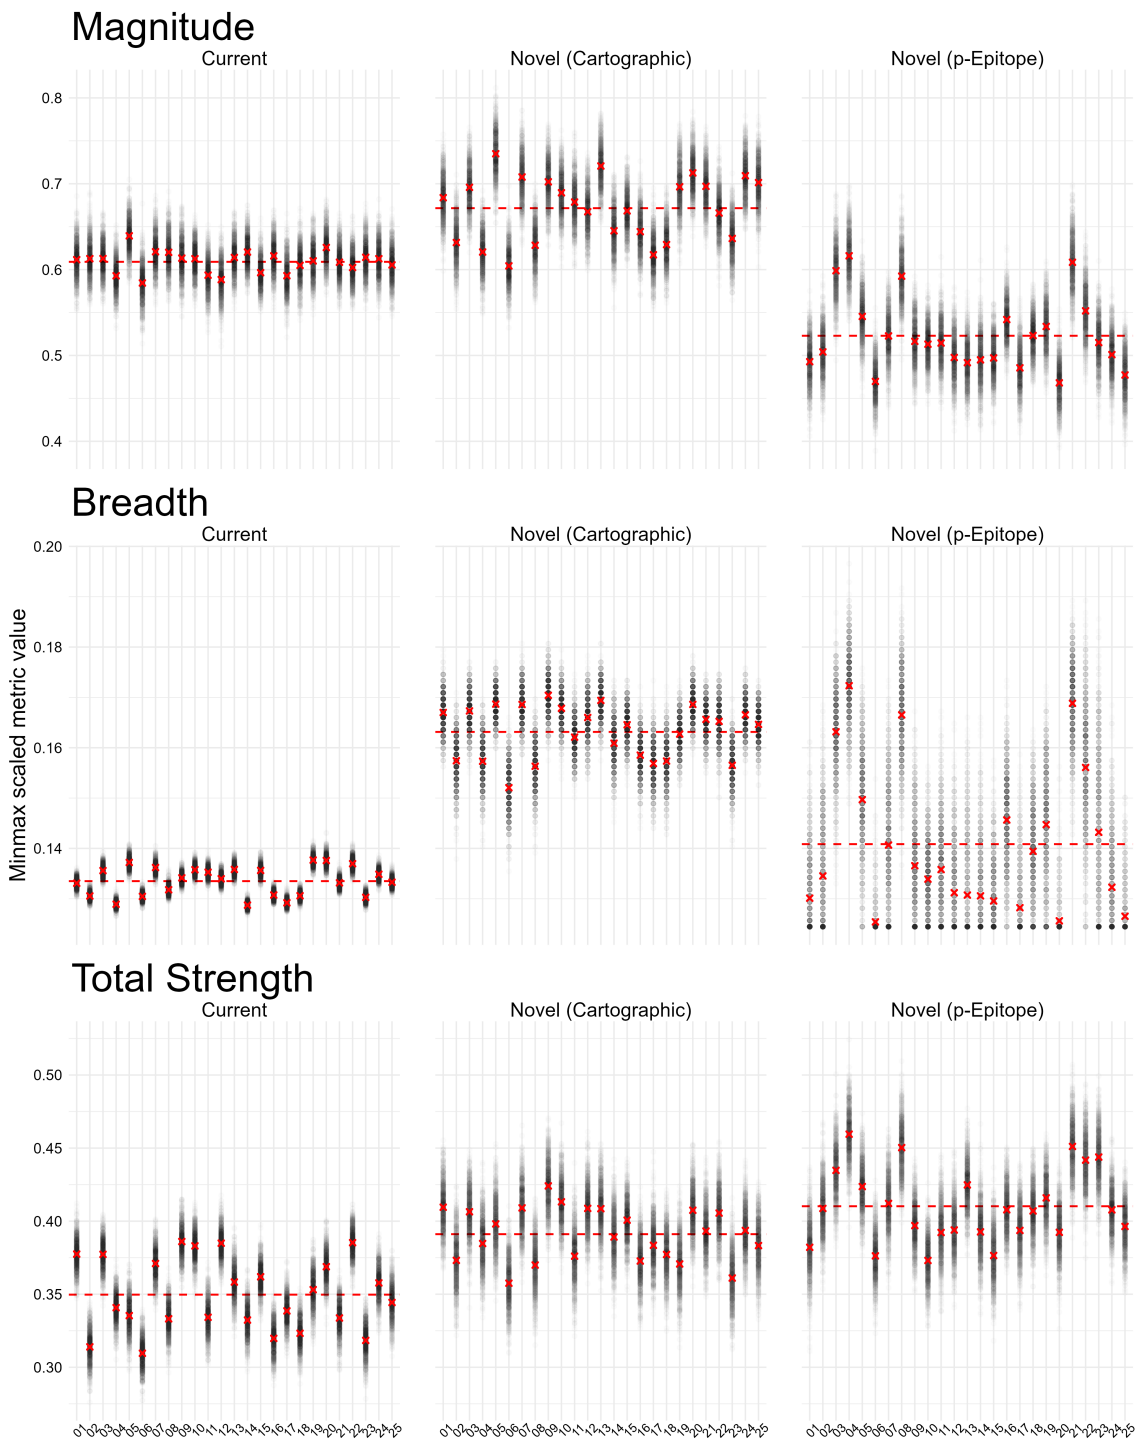 Magnitude
Current Novel (Cartographic) Novel (p-Epitope)
0.8
0.7
0.6
0.5
0.4
Breadth
Current Novel (Cartographic) Novel (p-Epitope)
0.20
0.18
0.16
0.14
Minmax scaled metric value
Total Strength
Current Novel (Cartographic) Novel (p-Epitope)
0.50
0.45
0.40
0.35
0.30
01 02 03 04 05 06 07 08 09 10 11 12 13 14 15 16 17 18 19 20 21 22 23 24 25 01 02 03 04 05 06 07 08 09 10 11 12 13 14 15 16 17 18 19 20 21 22 23 24 25 01 02 03 04 05 06 07 08 09 10 11 12 13 14 15 16 17 18 19 20 21 22 23 24 25